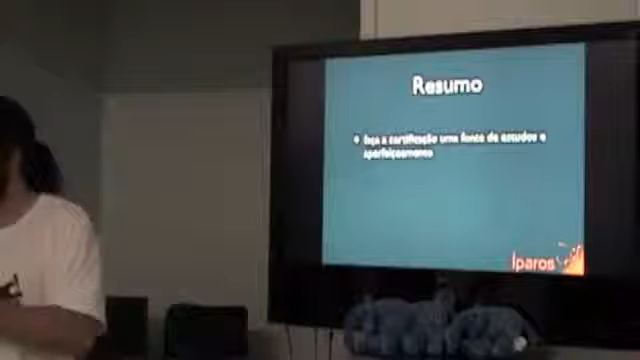 Resumo
faça a certificação uma fonte de estudos e
aperfeiçoamento
Iparos